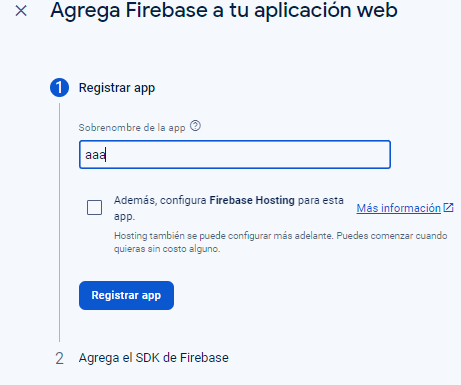 Agrega Firebase a tu aplicación web
1 Registrar app
Sobrenombre de la app
aaa
Además, configura Firebase Hosting para esta
app.
Más información
Hosting también se puede configurar más adelante. Puedes comenzar cuando
quieras sin costo alguno.
Registrar app
2 Agrega el SDK de Firebase